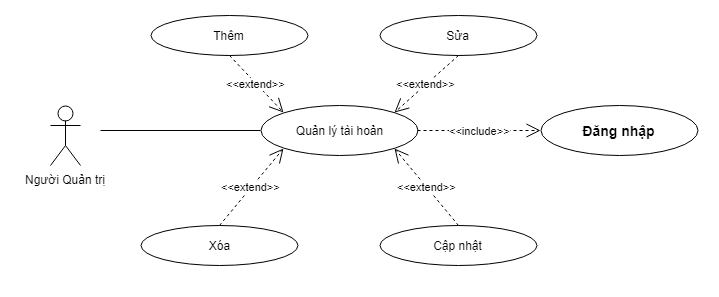 Thêm
Sửa
<<extend>>
<<extend>>
Quản lý tài hoản
<<include>>
Đăng nhập
Người Quản trị
<<extend>>
<<extend>>
Xóa
Cập nhật